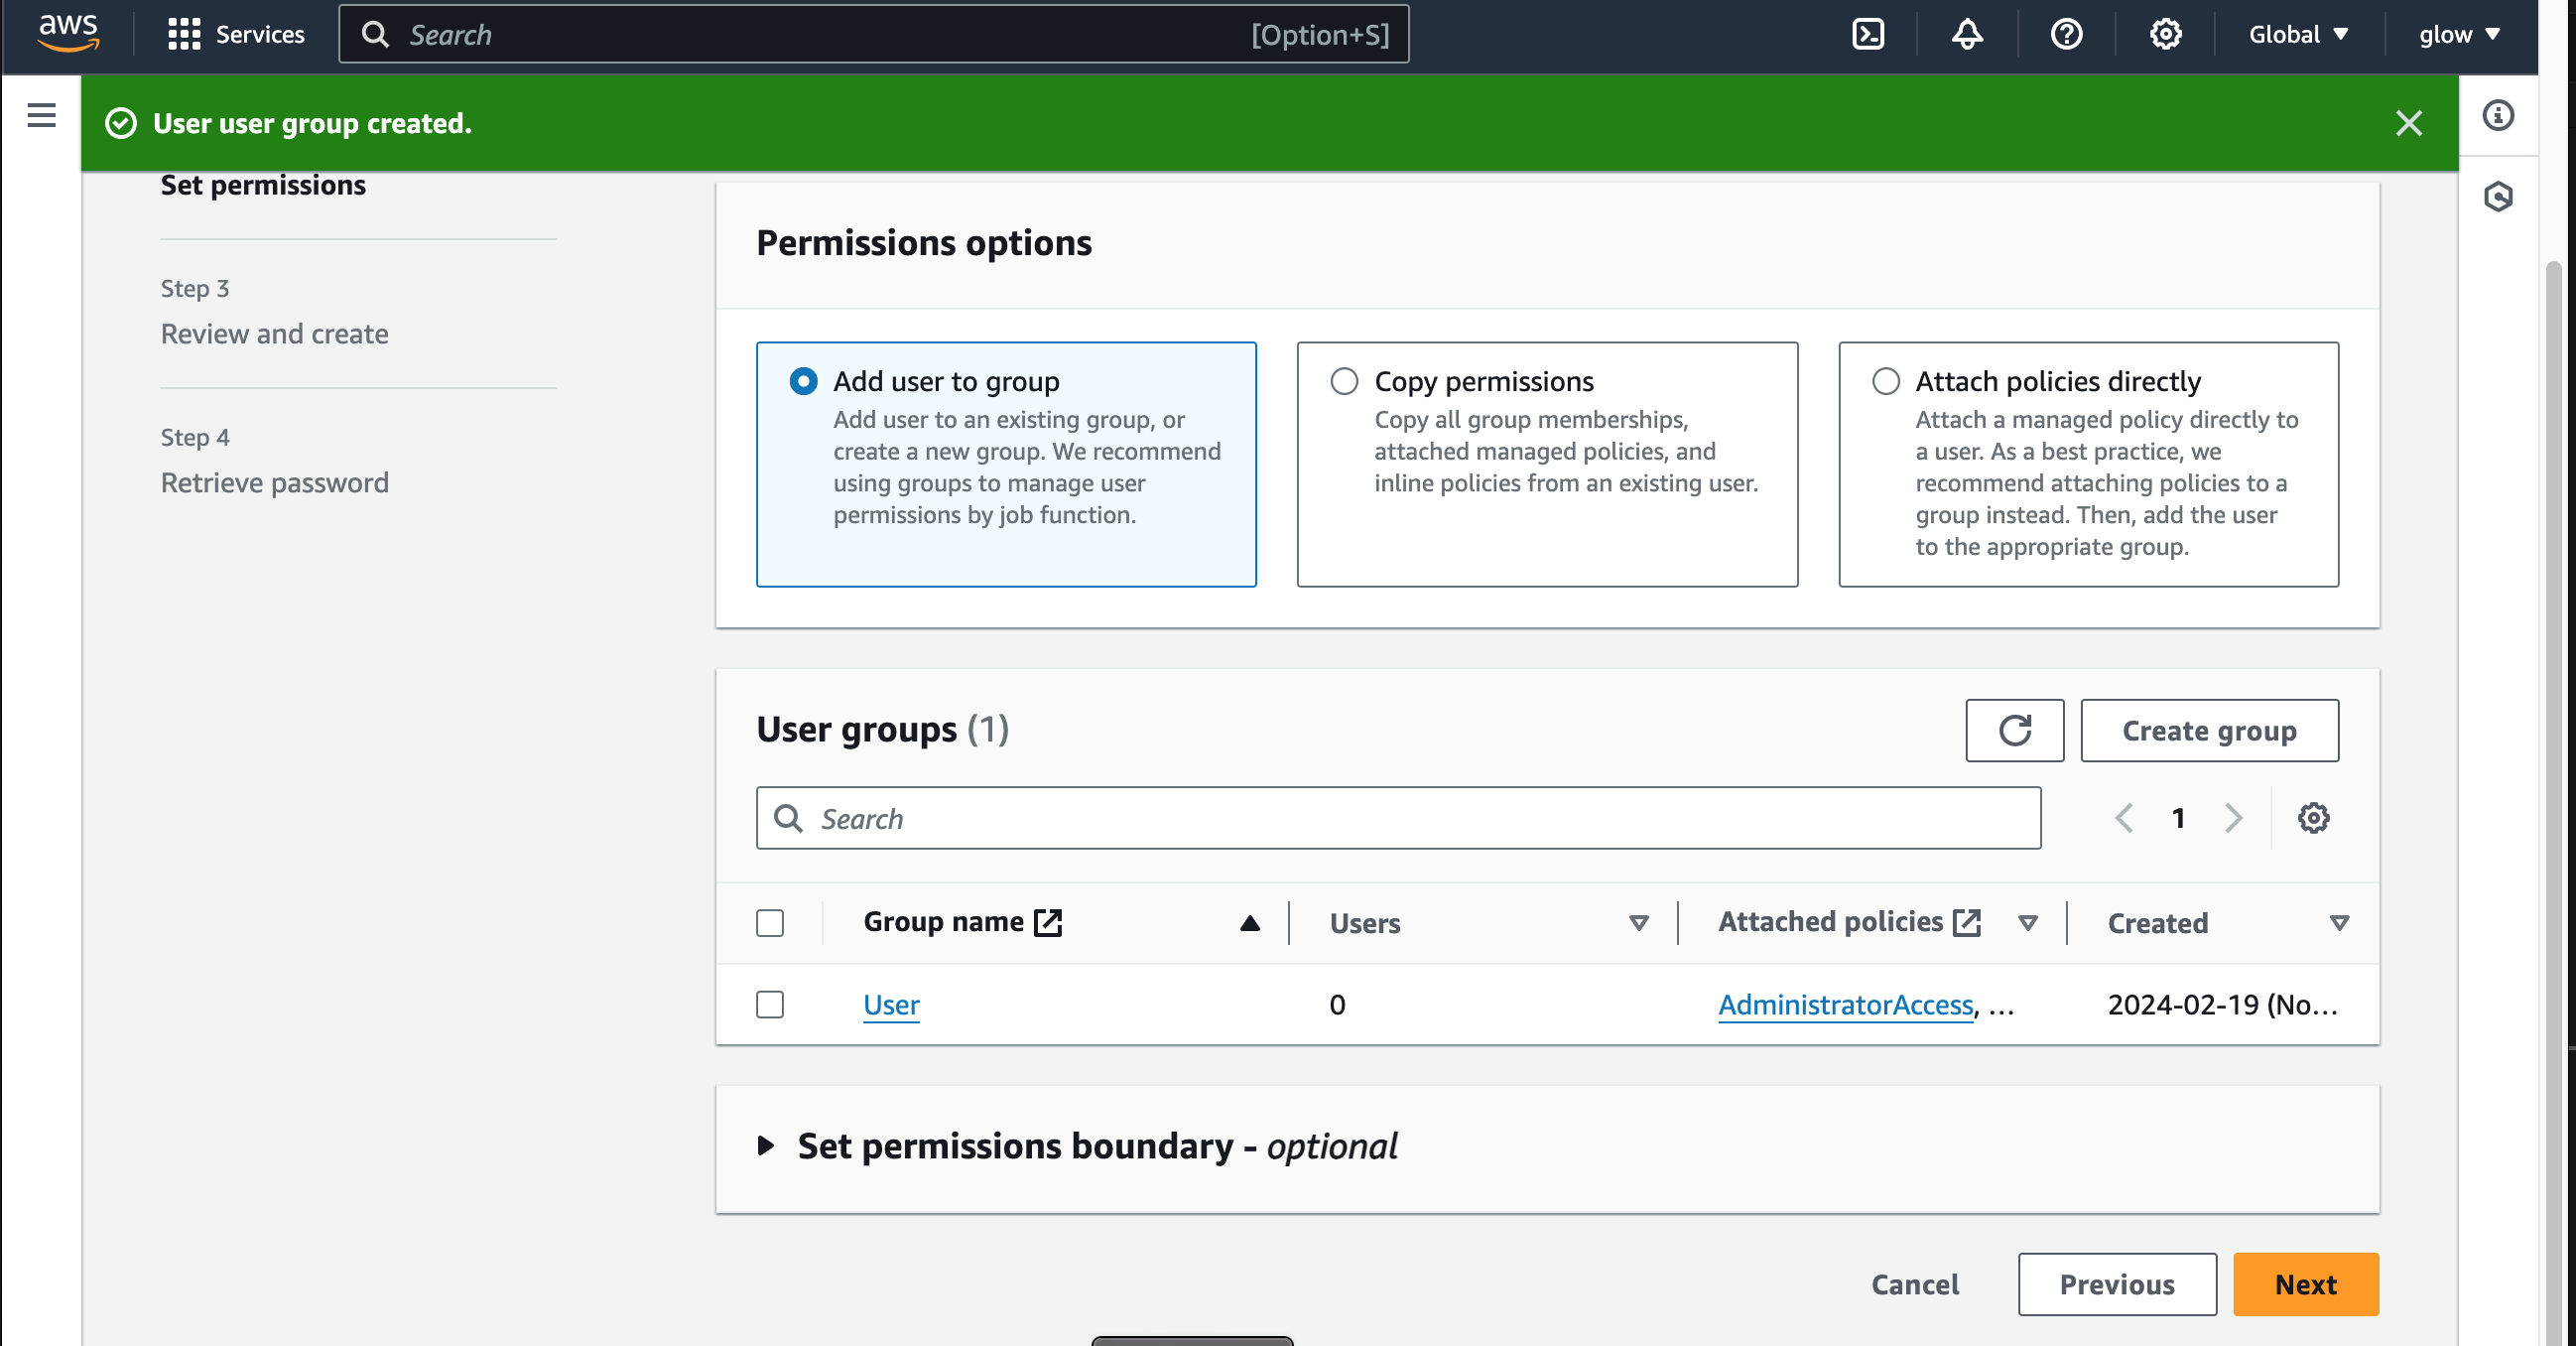 aws
Services
Search
[Option+S]
Global
glow
User user group created.
Set permissions
Step 3
Review and create
Step 4
Retrieve password
Permissions options
Add user to group
Add user to an existing group, or
create a new group. We recommend
using groups to manage user
permissions by job function.
Copy permissions
Copy all group memberships,
attached managed policies, and
inline policies from an existing user.
Attach policies directly
Attach a managed policy directly to
a user. As a best practice, we
recommend attaching policies to a
group instead. Then, add the user
to the appropriate group.
User groups (1)
Create group
Search
1
Group name
Users
Attached policies
Created
User
0
AdministratorAccess, ...
2024-02-19 (No...
Set permissions boundary - optional
Cancel
Previous
Next